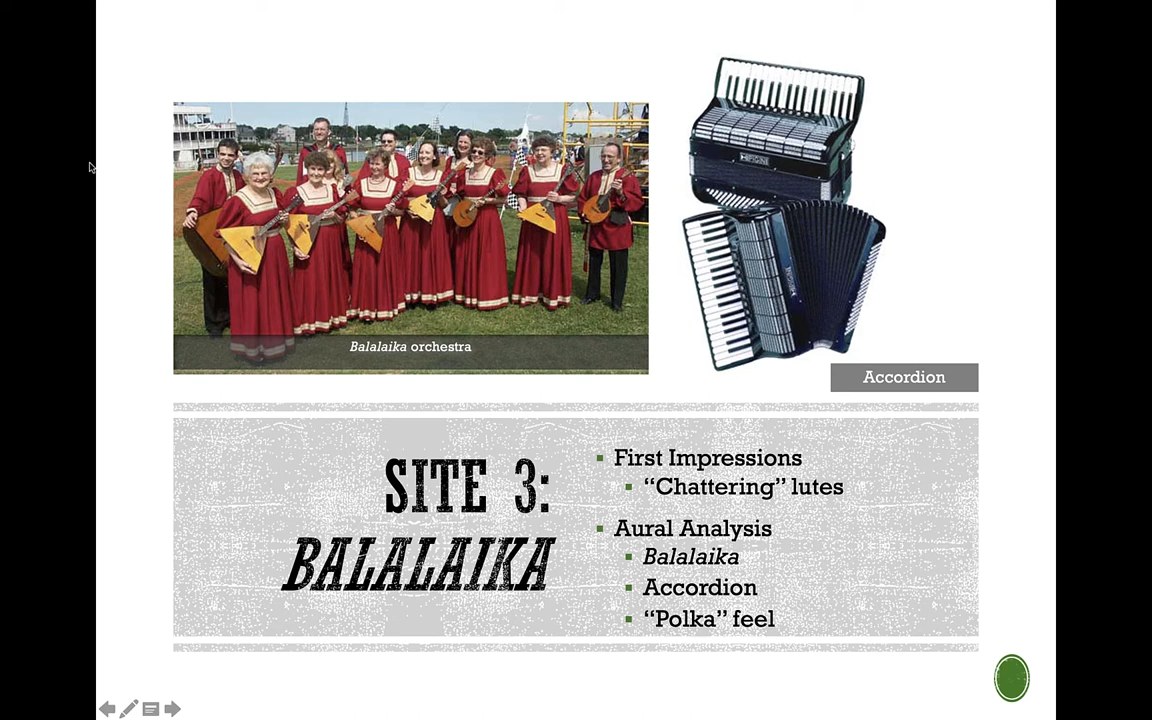 Balalaika orchestra
Accordion
SITE 3:
BALALAIKA
First Impressions
“Chattering” lutes
Aural Analysis
Balalaika
Accordion
“Polka” feel